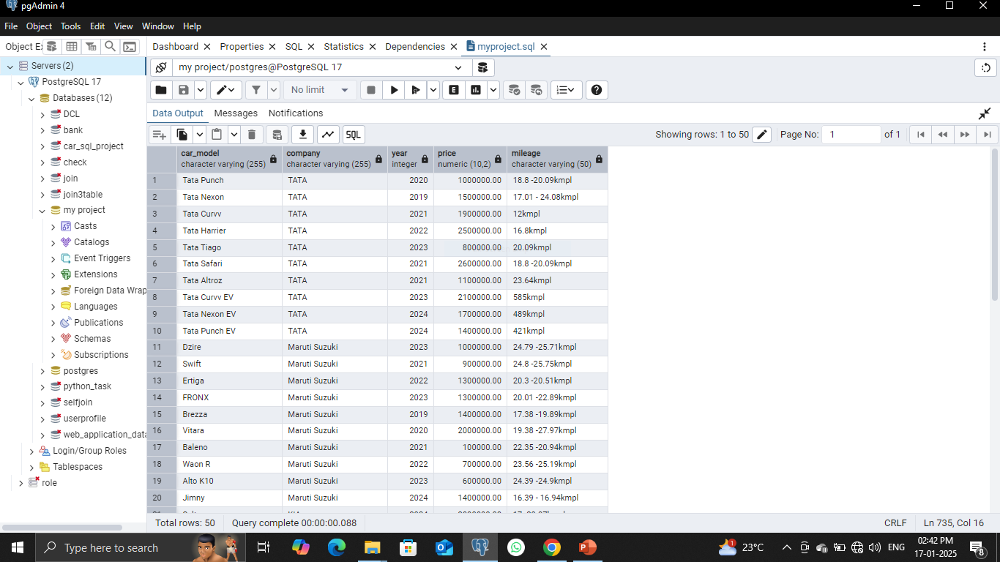 pgAdmin 4
File Object Tools Edit View Window Help
Object Ex
Dashboard Properties SQL Statistics Dependencies myproject.sql
Servers (2)
PostgreSQL 17
Databases (12)
DCL
bank
car_sql_project
check
join
join3table
my project
Casts
Catalogs
Event Triggers
Extensions
Foreign Data Wrap
Languages
Publications
Schemas
Subscriptions
postgres
python_task
selfjoin
userprofile
web_application_data
Login/Group Roles
Tablespaces
role
my project/postgres@PostgreSQL 17
No limit
Data Output Messages Notifications
SQL Showing rows: 1 to 50 Page No: 1 of 1
car_model company year price mileage
character varying (255) character varying (255) integer numeric (10,2) character varying (50)
1 Tata Punch TATA 2020 1000000.00 18.8 -20.09kmpl
2 Tata Nexon TATA 2019 1500000.00 17.01 - 24.08kmpl
3 Tata Curvv TATA 2021 1900000.00 12kmpl
4 Tata Harrier TATA 2022 2500000.00 16.8kmpl
5 Tata Tiago TATA 2023 800000.00 20.09kmpl
6 Tata Safari TATA 2021 2600000.00 18.8 -20.09kmpl
7 Tata Altroz TATA 2021 1100000.00 23.64kmpl
8 Tata Curvv EV TATA 2023 2100000.00 585kmpl
9 Tata Nexon EV TATA 2024 1700000.00 489kmpl
10 Tata Punch EV TATA 2024 1400000.00 421kmpl
11 Dzire Maruti Suzuki 2023 1000000.00 24.79 -25.71kmpl
12 Swift Maruti Suzuki 2021 900000.00 24.8 -25.75kmpl
13 Ertiga Maruti Suzuki 2022 1300000.00 20.3 -20.51kmpl
14 FRONX Maruti Suzuki 2023 1300000.00 20.01 -22.89kmpl
15 Brezza Maruti Suzuki 2019 1400000.00 17.38 -19.89kmpl
16 Vitara Maruti Suzuki 2020 2000000.00 19.38 -27.97kmpl
17 Baleno Maruti Suzuki 2021 100000.00 22.35 -20.94kmpl
18 Waon R Maruti Suzuki 2022 700000.00 23.56 -25.19kmpl
19 Alto K10 Maruti Suzuki 2023 600000.00 24.39 -24.9kmpl
20 Jimny Maruti Suzuki 2024 1400000.00 16.39 - 16.94kmpl
Total rows: 50 Query complete 00:00:00.088 CRLF Ln 735, Col 16
Type here to search
1 23°C ENG 02:42 PM
17-01-2025 8